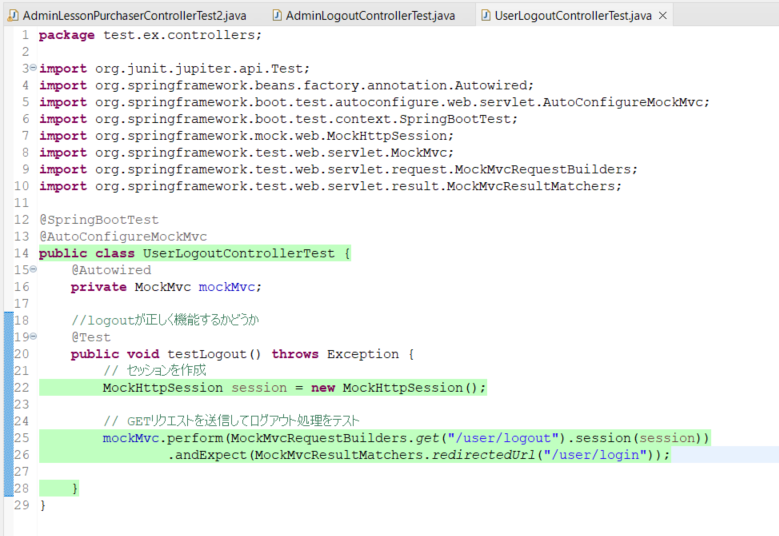 AdminLessonPurchaserControllerTest2.java AdminLogoutControllerTest.java UserLogoutControllerTest.java
1 package test.ex.controllers;
2
3 import org.junit.jupiter.api.Test;
4 import org.springframework.beans.factory.annotation.Autowired;
5 import org.springframework.boot.test.autoconfigure.web.servlet.AutoConfigureMockMvc;
6 import org.springframework.boot.test.context.SpringBootTest;
7 import org.springframework.mock.web.MockHttpSession;
8 import org.springframework.test.web.servlet.MockMvc;
9 import org.springframework.test.web.servlet.request.MockMvcRequestBuilders;
10 import org.springframework.test.web.servlet.result.MockMvcResultMatchers;
11
12 @SpringBootTest
13 @AutoConfigureMockMvc
14 public class UserLogoutControllerTest {
15 @Autowired
16 private MockMvc mockMvc;
17
18 //logoutが正しく機能するかどうか
19 @Test
20 public void testLogout() throws Exception {
21 // セッションを作成
22 MockHttpSession session = new MockHttpSession();
23
24 // GETリクエストを送信してログアウト処理をテスト
25 mockMvc.perform(MockMvcRequestBuilders.get("/user/logout").session(session))
26 .andExpect(MockMvcResultMatchers.redirectedUrl("/user/login"));
27
28 }
29 }